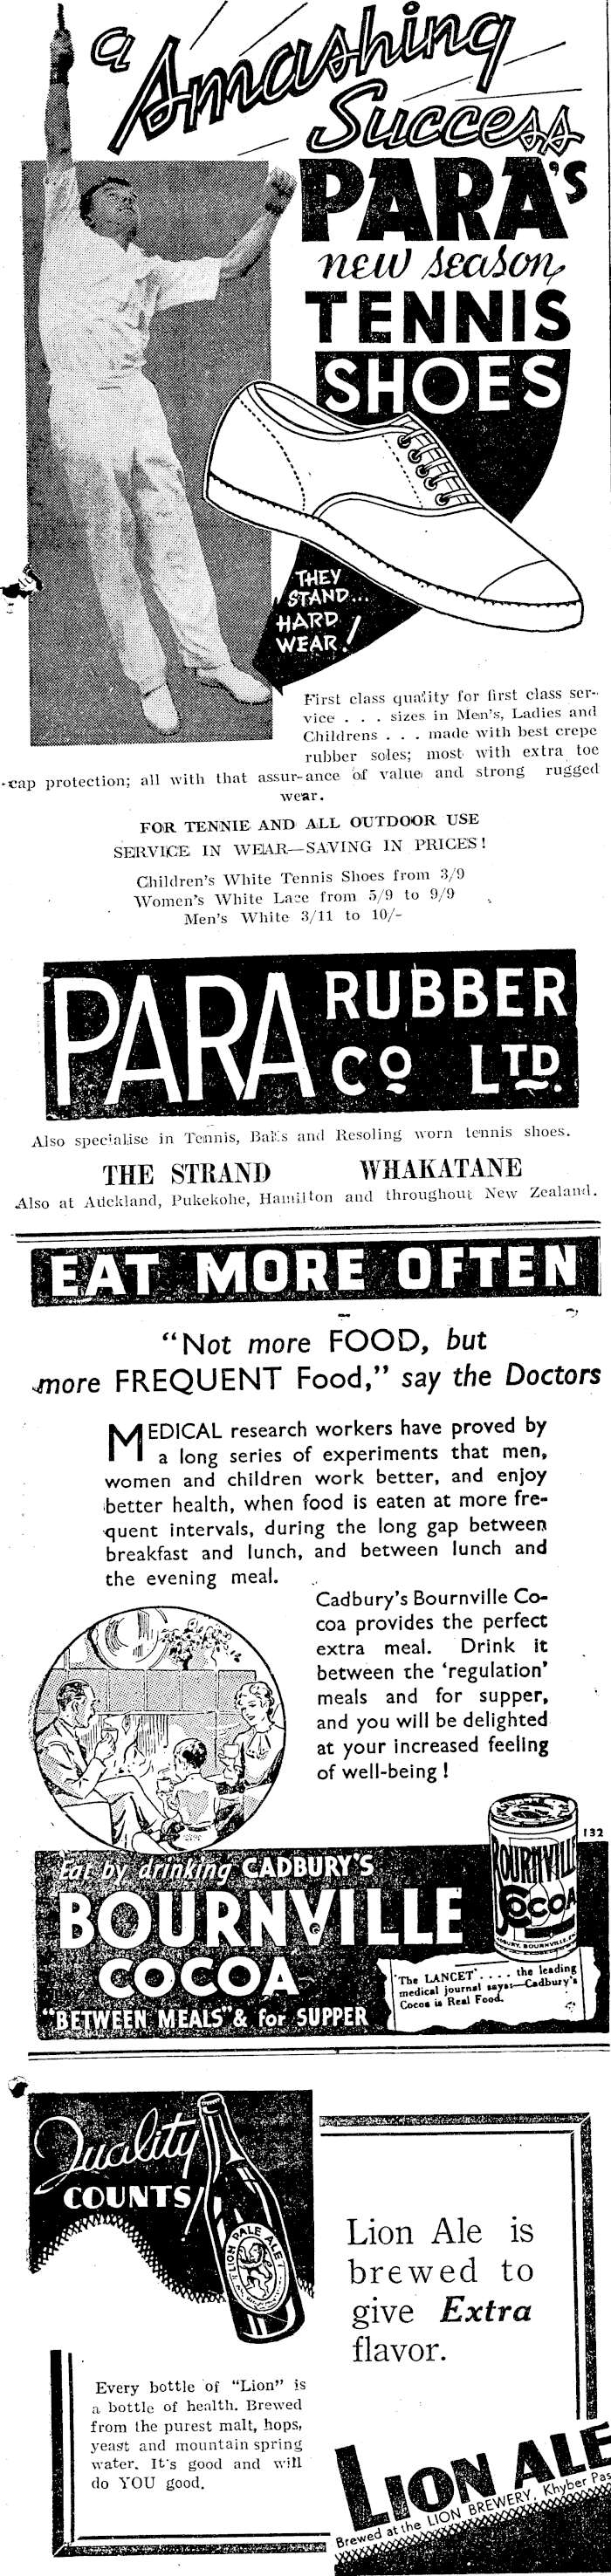 a Smashing
Success
PARA'S
new season
TENNIS
SHOES
THEY
STAND...
HARD
WEAR!
First class quality for first class ser-
vice . . . sizes in Men's, Ladies and
Childrens . . . made with best crepe
rubber soles; most with extra toe
-cap protection; all with that assur-ance of value and strong rugged
wear.
FOR TENNIE AND ALL OUTDOOR USE
SERVICE IN WEAR—SAVING IN PRICES!
Children's White Tennis Shoes from 3/9
Women's White Lace from 5/9 to 9/9
Men's White 3/11 to 10/-
PARA RUBBER
CO LTD.
Also specialise in Tennis, Balls and Resoling worn tennis shoes.
THE STRAND WHAKATANE
Also at Auckland, Pukekohe, Hamilton and throughout New Zealand.
EAT MORE OFTEN
"Not more FOOD, but
more FREQUENT Food," say the Doctors
MEDICAL research workers have proved by
a long series of experiments that men,
women and children work better, and enjoy
better health, when food is eaten at more fre-
quent intervals, during the long gap between
breakfast and lunch, and between lunch and
the evening meal.
Cadbury's Bournville Co-
coa provides the perfect
extra meal. Drink it
between the 'regulation'
meals and for supper,
and you will be delighted
at your increased feeling
of well-being!
132
BOURNVILLE
COCOA
Eat by drinking CADBURY'S
BOURNVILLE
COCOA
"BETWEEN MEALS" & for SUPPER
'The LANCET' . . . . the leading
medical journal says:—Cadbury's
Cocoa is Real Food.
Quality
COUNTS!
LION PALE ALE
Lion Ale is
brewed to
give Extra
flavor.
Every bottle of "Lion" is
a bottle of health. Brewed
from the purest malt, hops,
yeast and mountain spring
water. It's good and will
do YOU good.
LION ALE
Brewed at the LION BREWERY, Khyber Pas